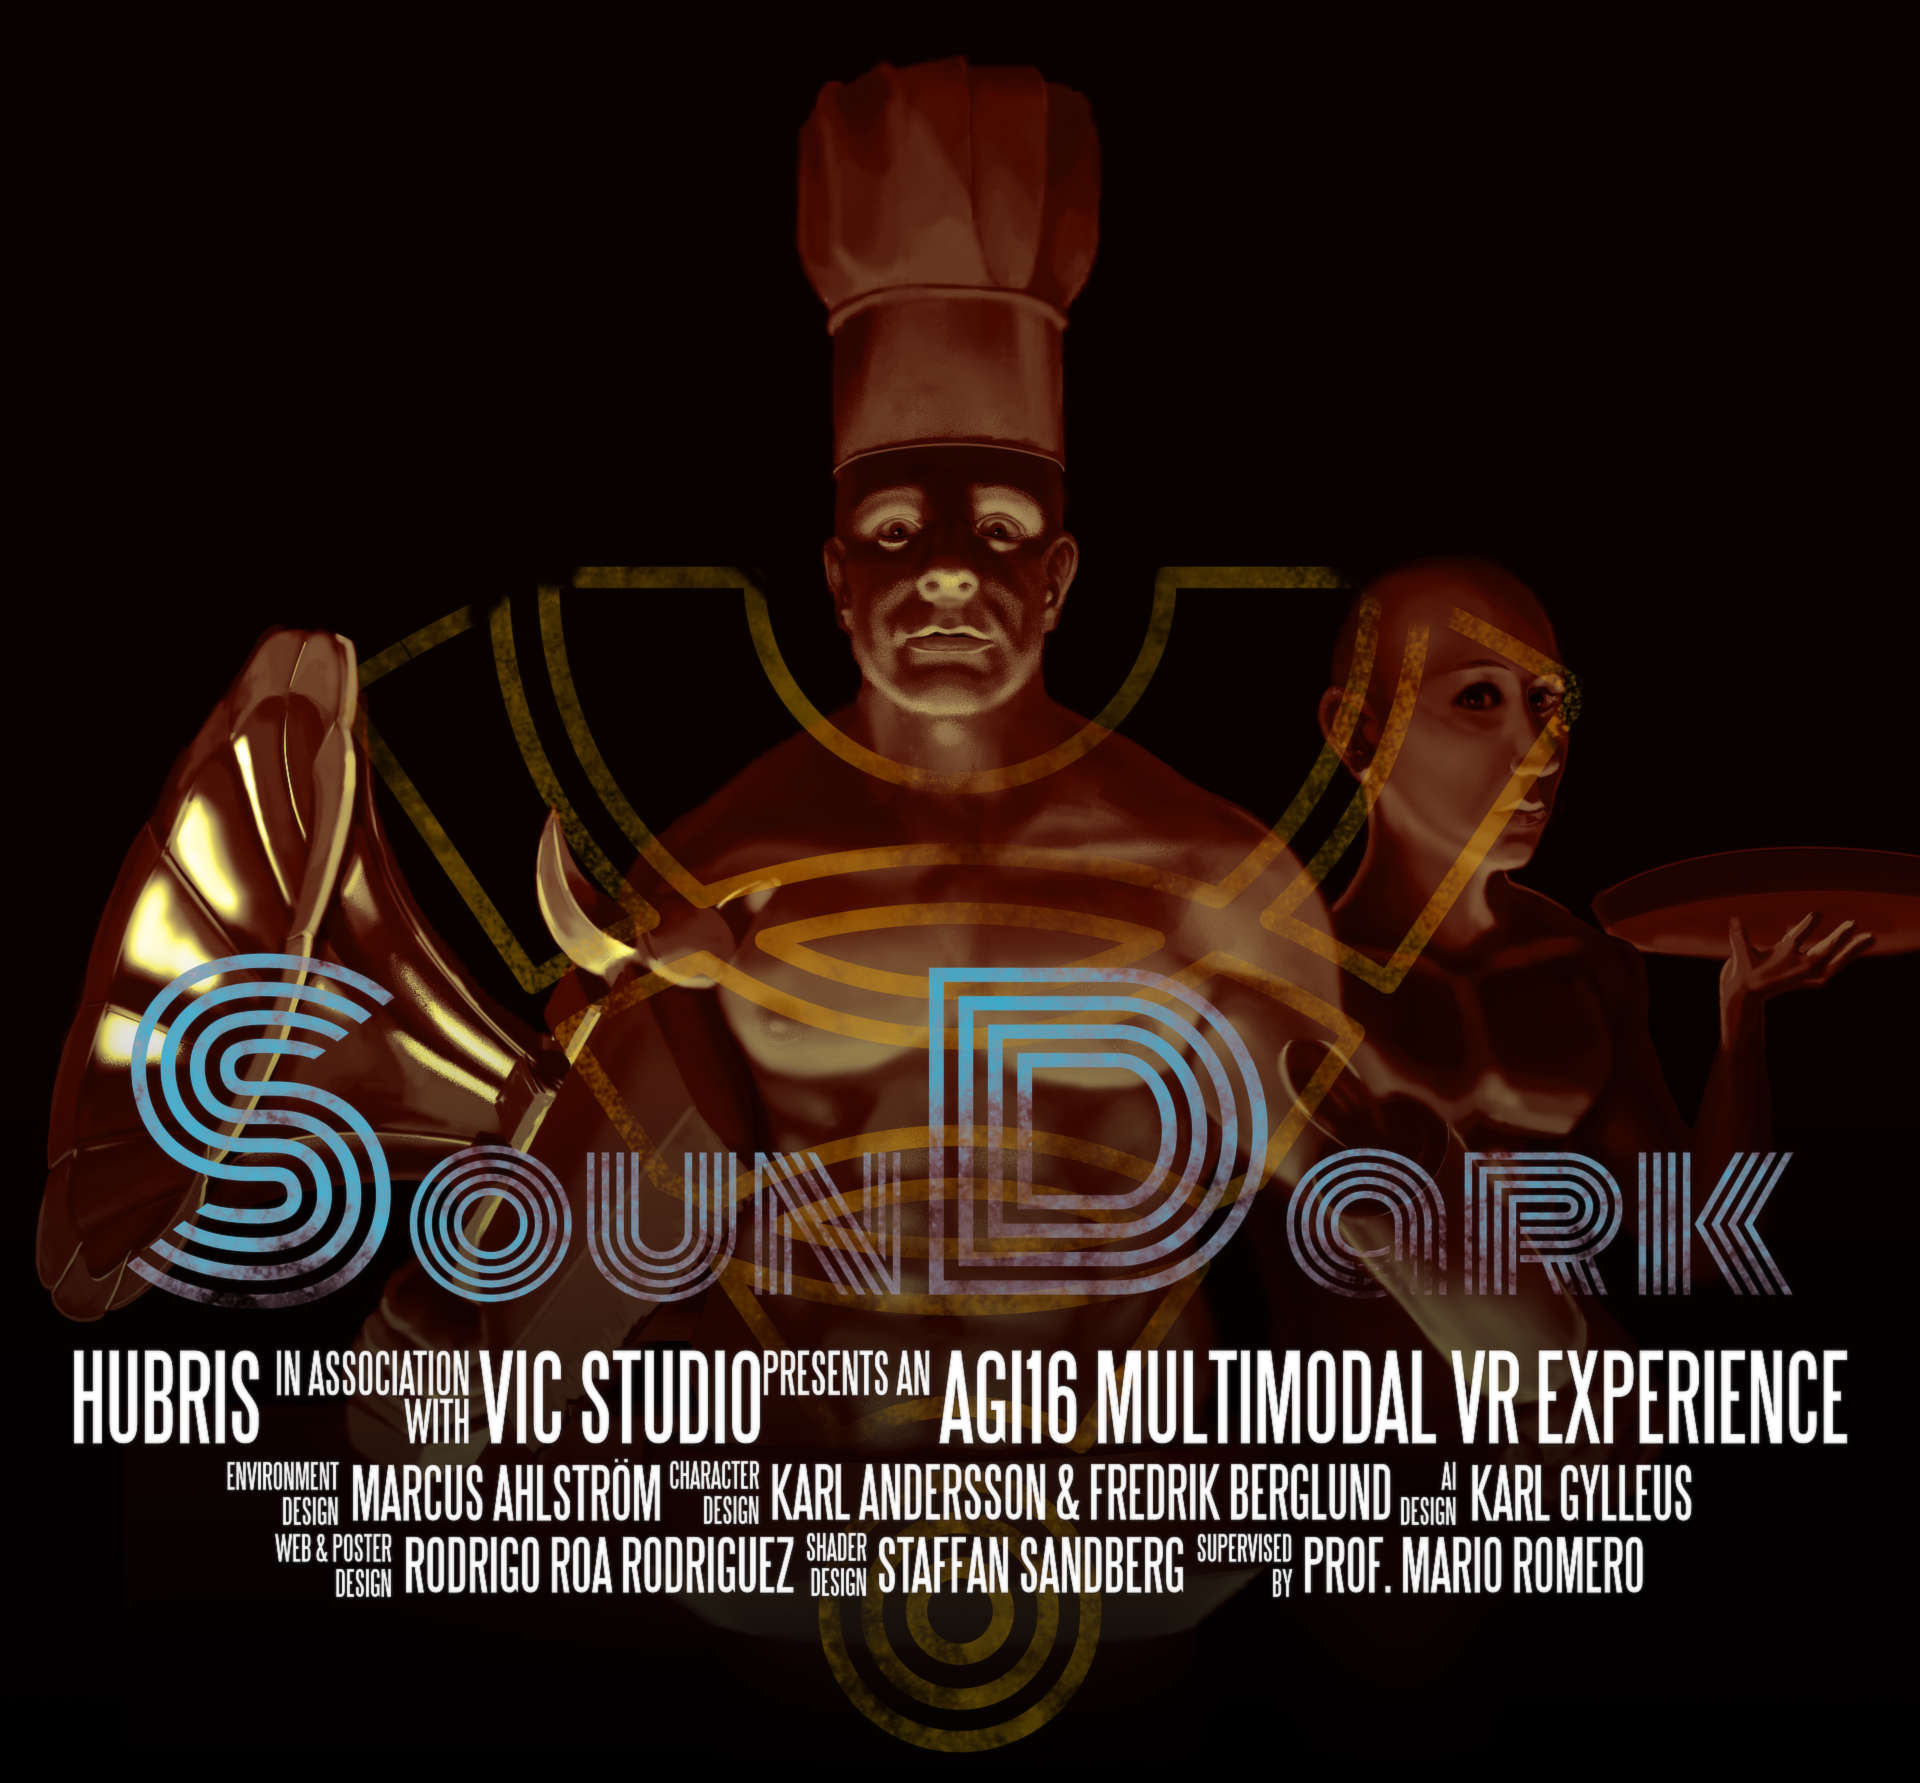 SounDark
HUBRIS IN ASSOCIATION WITH VIC STUDIO PRESENTS AN AGI16 MULTIMODAL VR EXPERIENCE
ENVIRONMENT DESIGN MARCUS AHLSTRÖM CHARACTER DESIGN KARL ANDERSSON & FREDRIK BERGLUND AI DESIGN KARL GYLLEUS
WEB & POSTER DESIGN RODRIGO ROA RODRIGUEZ SHADER DESIGN STAFFAN SANDBERG SUPERVISED BY PROF. MARIO ROMERO